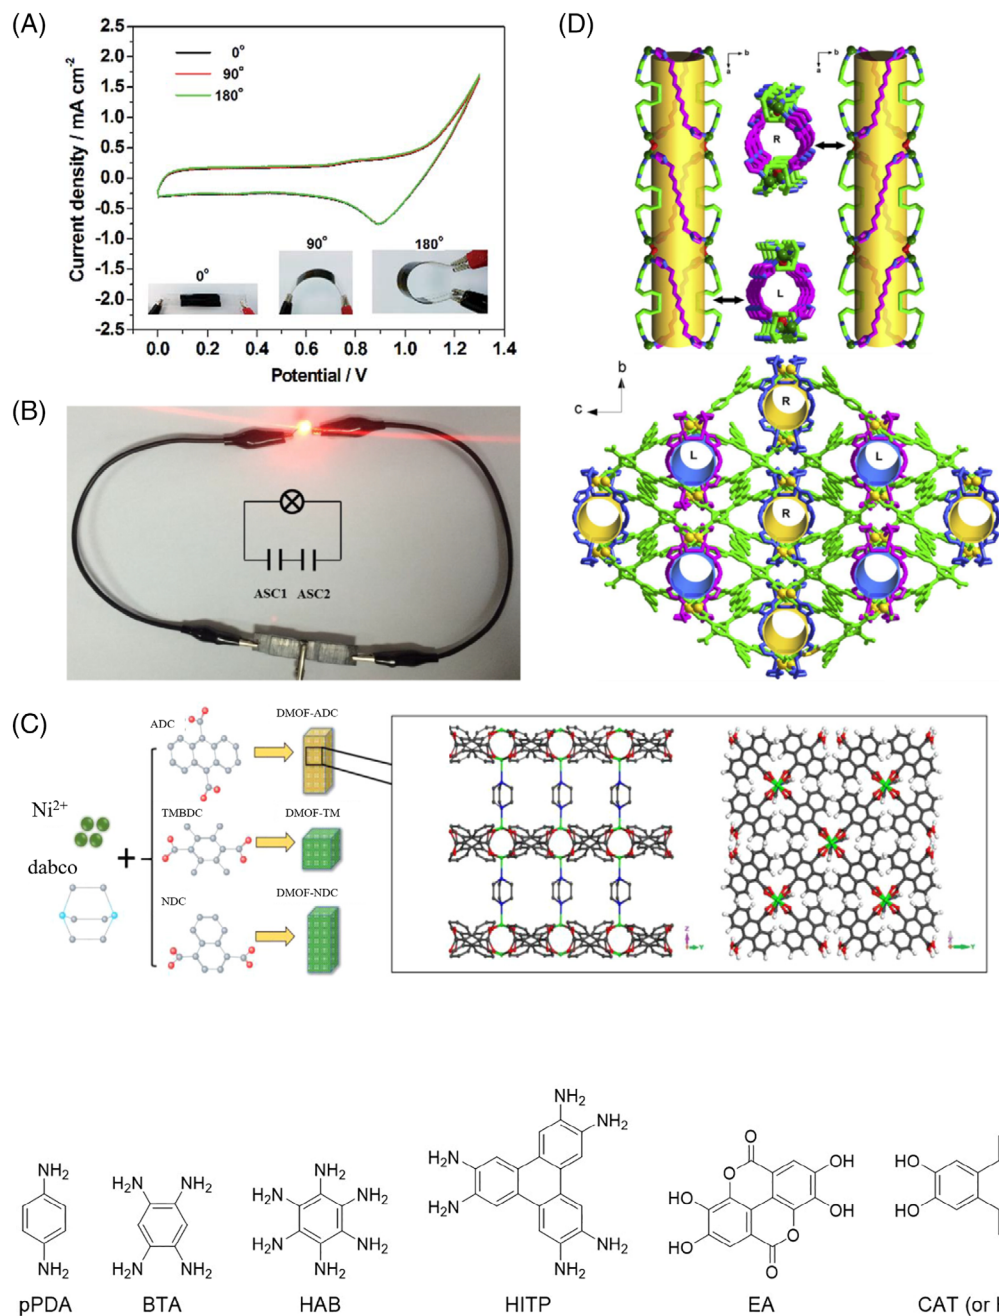 (A)
2.5
2.0
1.5
1.0
0.5
0.0
-0.5
-1.0
-1.5
-2.0
-2.5
Current density / mA cm⁻²
0°
90°
180°
0°
90°
180°
0.0 0.2 0.4 0.6 0.8 1.0 1.2 1.4
Potential / V
(B)
ASC1 ASC2
(D)
b
a
b
a
R
L
b
c
R
L L
R
(C)
Ni²⁺
dabco
+
ADC
DMOF-ADC
TMBDC
DMOF-TM
NDC
DMOF-NDC
Z
Y
Y
NH₂
NH₂
pPDA
H₂N NH₂
H₂N NH₂
BTA
NH₂
H₂N NH₂
H₂N NH₂
NH₂
HAB
NH₂
NH₂
H₂N
H₂N
NH₂
NH₂
HITP
O
O OH
HO OH
HO O
O
EA
HO
HO
CAT (or